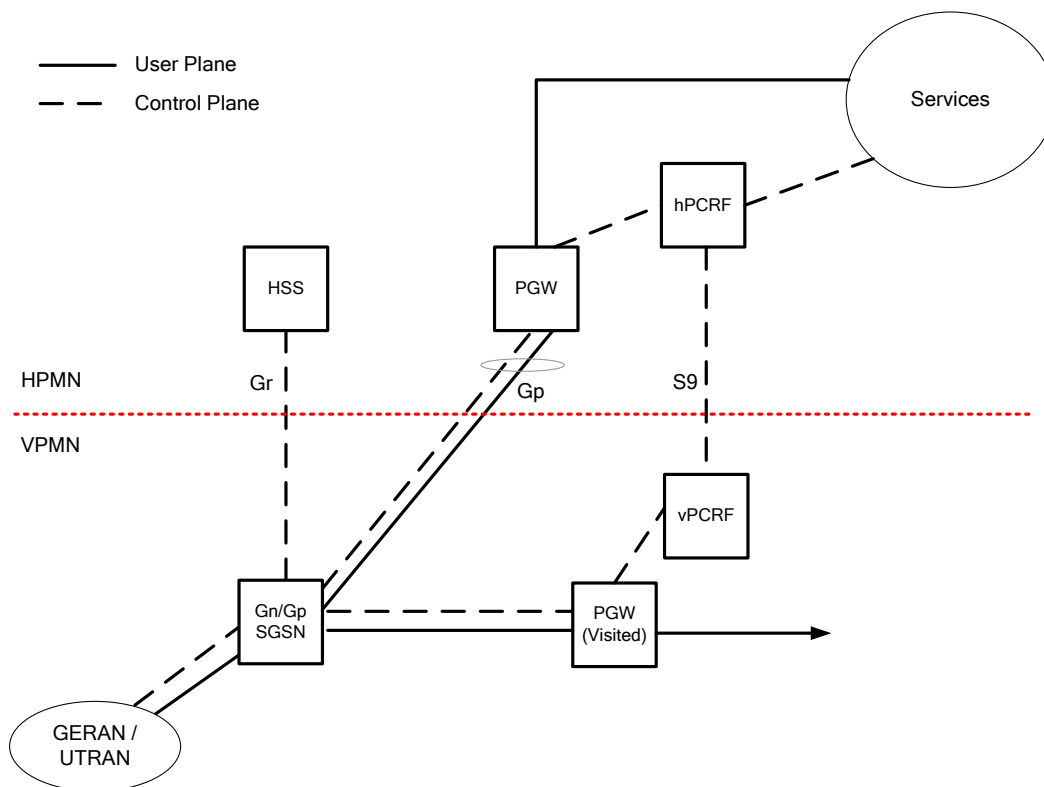 User Plane
Control Plane
Services
hPCRF
HSS
PGW
HPMN
Gr
Gp
S9
VPMN
vPCRF
Gn/Gp
SGSN
PGW
(Visited)
GERAN /
UTRAN